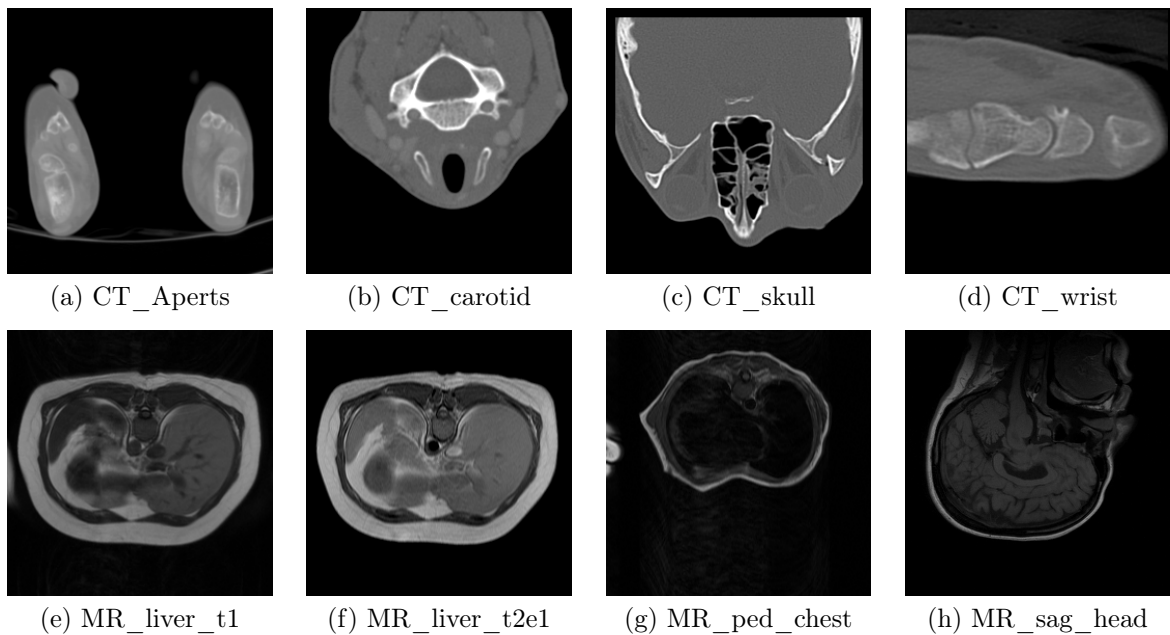 (a) CT_Aperts
(b) CT_carotid
(c) CT_skull
(d) CT_wrist
(e) MR_liver_t1
(f) MR_liver_t2e1
(g) MR_ped_chest
(h) MR_sag_head